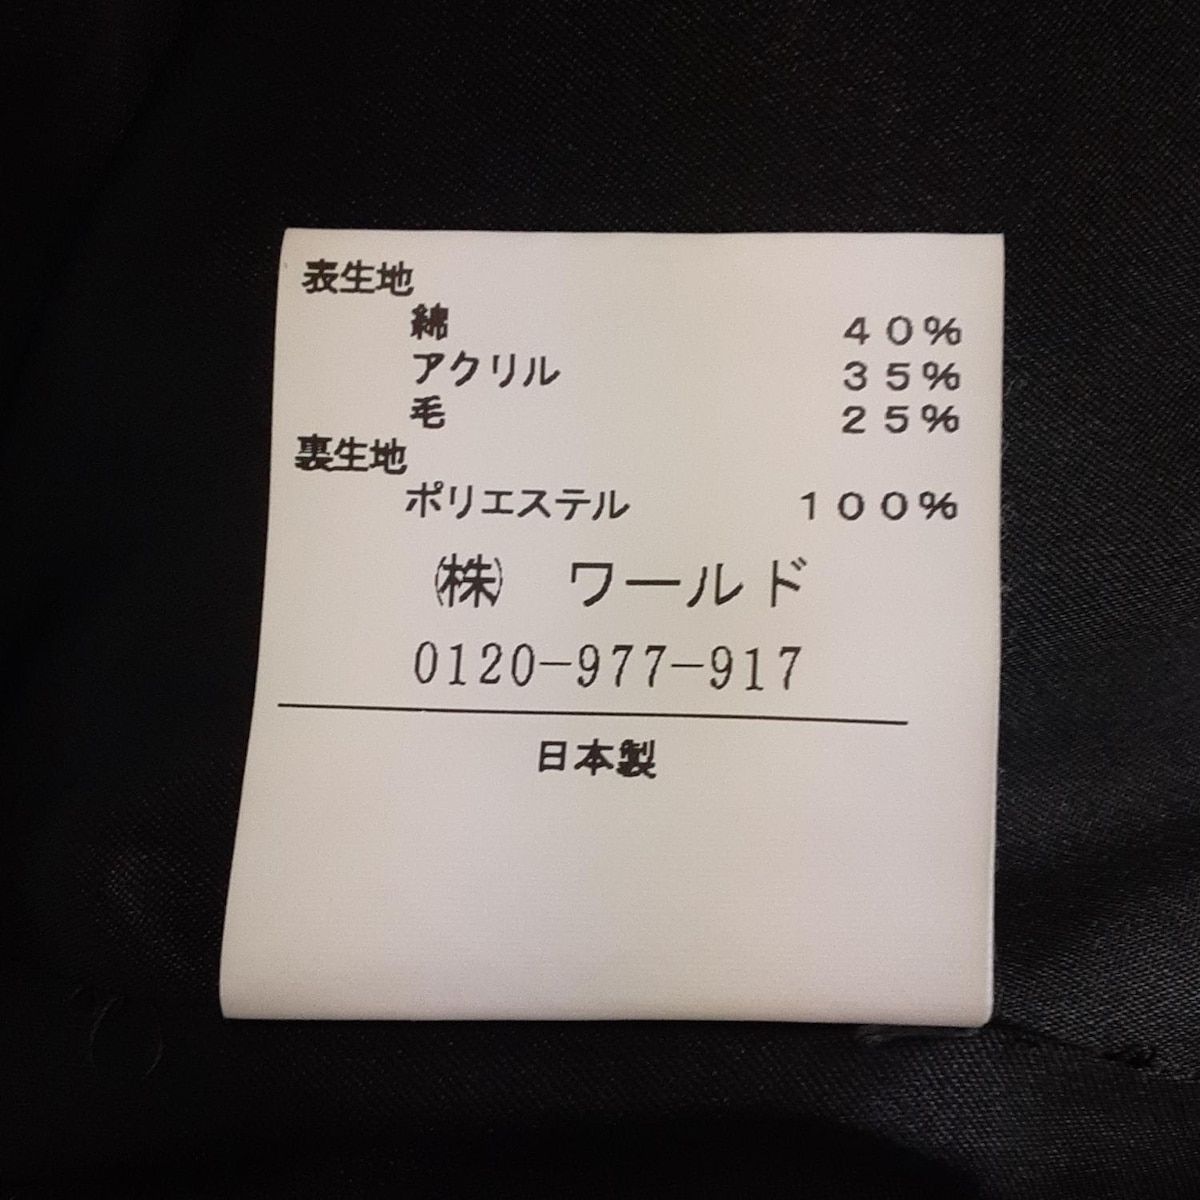 表生地
綿 40%
アクリル 35%
毛 25%
裏生地
ポリエステル 100%
㈱ ワールド
0120-977-917
日本製